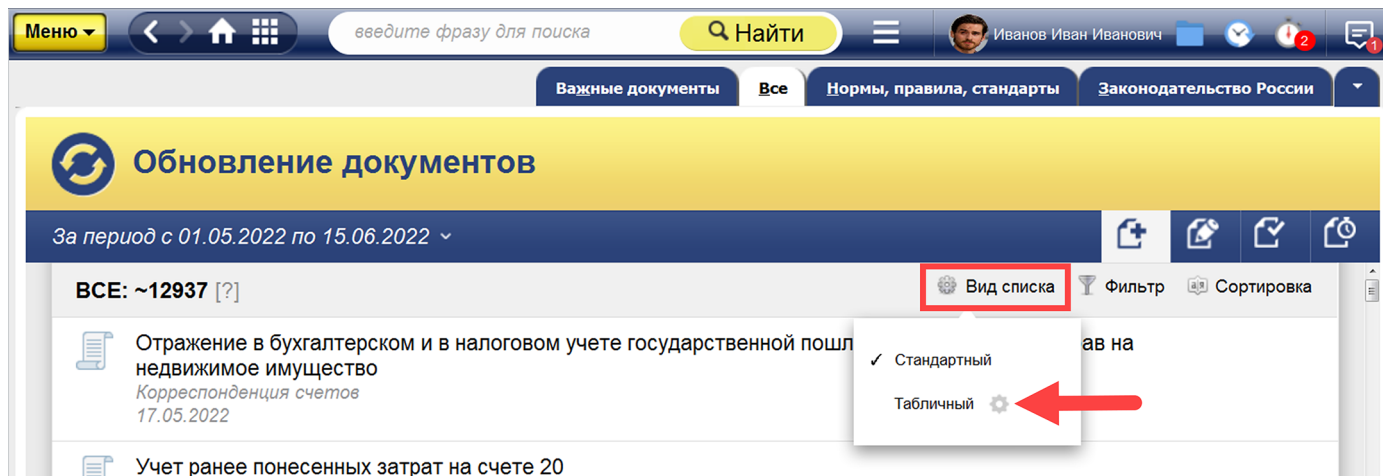 Меню
введите фразу для поиска
Найти
Иванов Иван Иванович
2
1
Важные документы
Все
Нормы, правила, стандарты
Законодательство России
Обновление документов
За период с 01.05.2022 по 15.06.2022
ВСЕ: ~12937 [?]
Вид списка
Фильтр
Сортировка
Отражение в бухгалтерском и в налоговом учете государственной пошл
ав на
недвижимое имущество
Корреспонденция счетов
17.05.2022
✓ Стандартный
Табличный
Учет ранее понесенных затрат на счете 20